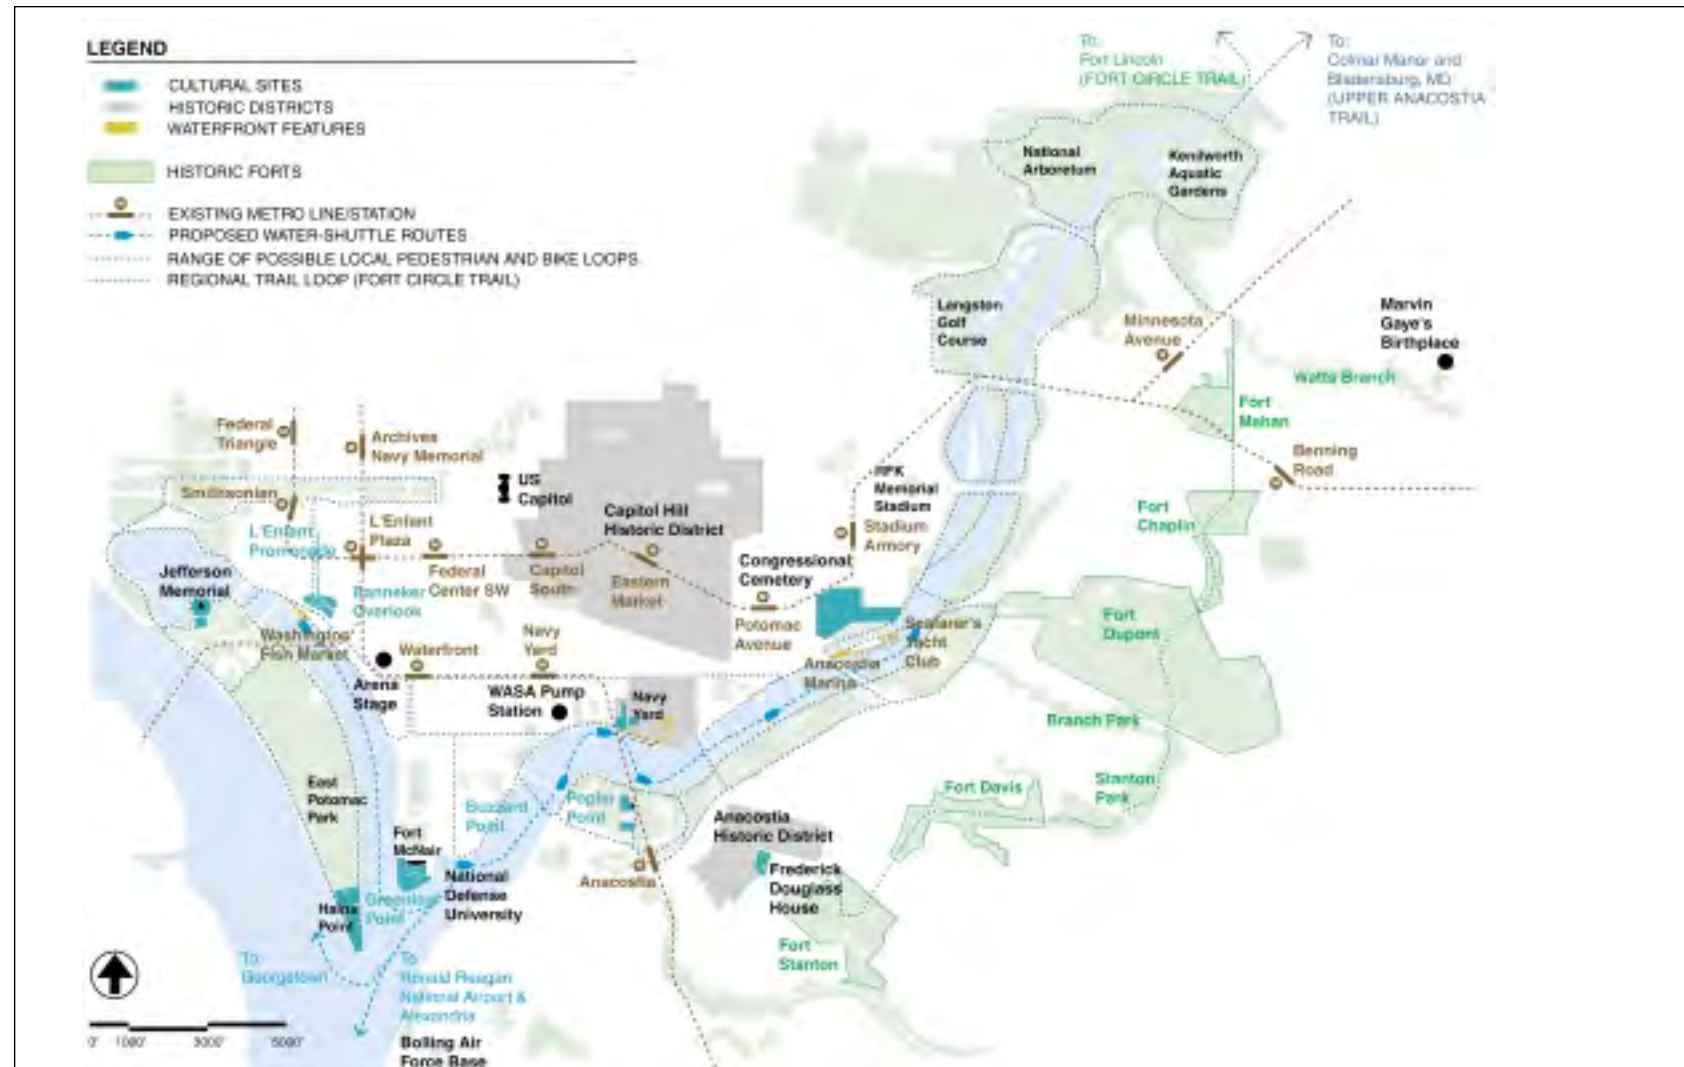 LEGEND
CULTURAL SITES
HISTORIC DISTRICTS
WATERFRONT FEATURES
HISTORIC FORTS
EXISTING METRO LINE/STATION
PROPOSED WATER-SHUTTLE ROUTES
RANGE OF POSSIBLE LOCAL PEDESTRIAN AND BIKE LOOPS
REGIONAL TRAIL LOOP (FORT CIRCLE TRAIL)
To:
Fort Lincoln
(FORT CIRCLE TRAIL)
To:
Colmar Manor and
Bladensburg, MD
(UPPER ANACOSTIA
TRAIL)
National
Arboretum
Kenilworth
Aquatic
Gardens
Langston
Golf
Course
Minnesota
Avenue
Marvin
Gaye's
Birthplace
Watts Branch
Fort
Mahan
Benning
Road
Federal
Triangle
Archives
Navy Memorial
Smithsonian
US
Capitol
L'Enfant
Promenade
L'Enfant
Plaza
Capitol Hill
Historic District
RFK
Memorial
Stadium
Stadium
Armory
Fort
Chaplin
Jefferson
Memorial
Banneker
Overlook
Federal
Center SW
Capitol
South
Eastern
Market
Congressional
Cemetery
Potomac
Avenue
Fort
Dupont
Washington
Fish Market
Waterfront
Navy
Yard
Anacostia
Marina
Seafarer's
Yacht
Club
Arena
Stage
WASA Pump
Station
Navy
Yard
Branch Park
East
Potomac
Park
Buzzard
Point
Poplar
Point
Fort Davis
Stanton
Park
Fort
McNair
Anacostia
Historic District
Anacostia
National
Defense
University
Frederick
Douglass
House
Hains
Point
Greenleaf
Point
Fort
Stanton
To:
Georgetown
To
Ronald Reagan
National Airport &
Alexandria
Bolling Air
Force Base
0' 1000' 3000' 5000'